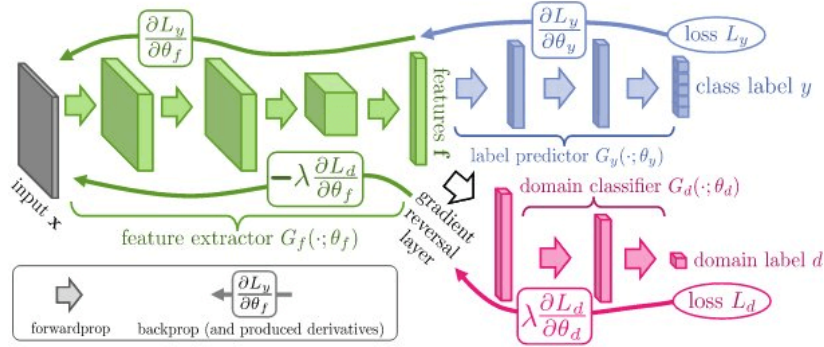 ∂L_y/∂θ_f
∂L_y/∂θ_y
loss L_y
features f
class label y
label predictor G_y(·;θ_y)
input x
−λ ∂L_d/∂θ_f
feature extractor G_f(·;θ_f)
gradient
reversal
layer
domain classifier G_d(·;θ_d)
domain label d
λ ∂L_d/∂θ_d
loss L_d
∂L_y/∂θ_f
forwardprop
backprop (and produced derivatives)